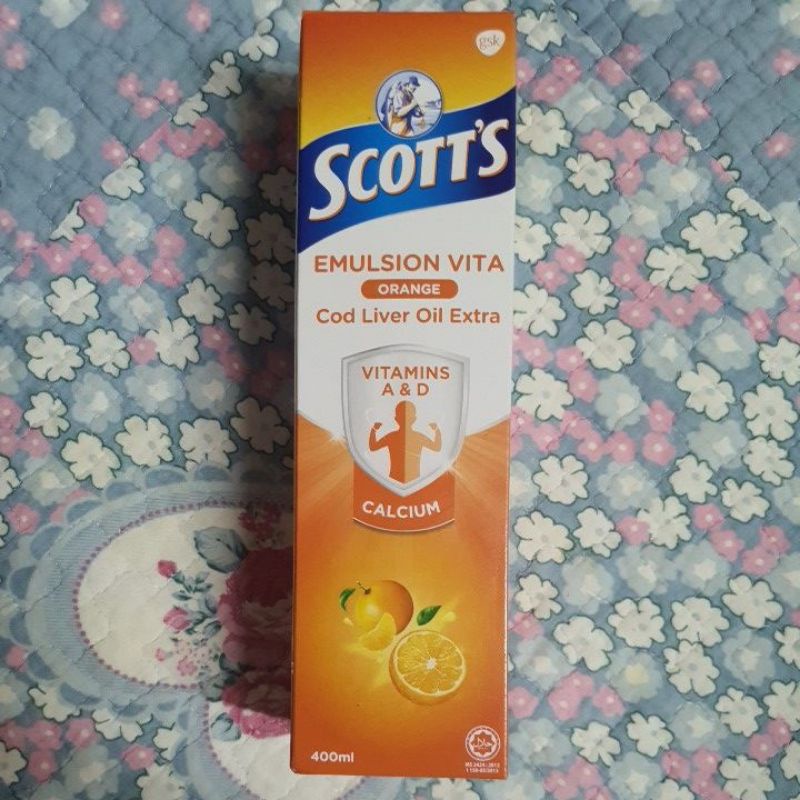 gsk
SCOTT'S
EMULSION VITA
ORANGE
Cod Liver Oil Extra
VITAMINS
A & D
CALCIUM
400ml